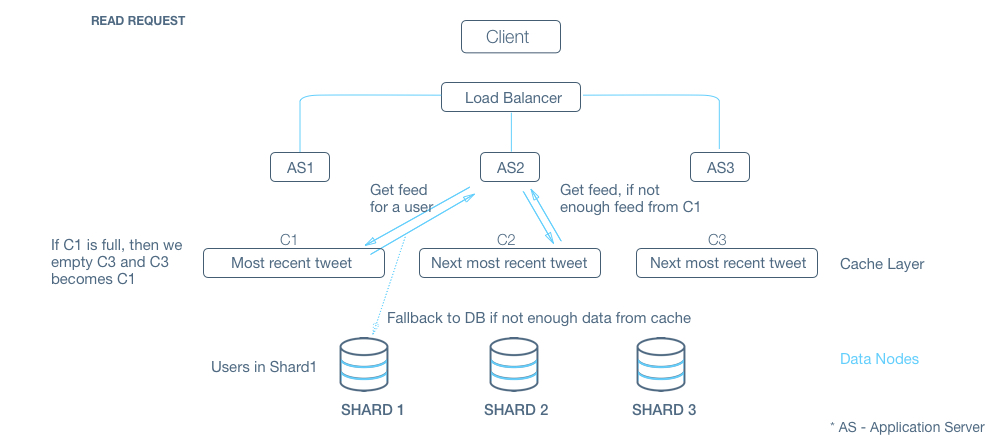 READ REQUEST
Client
Load Balancer
AS1
AS2
AS3
Get feed
for a user
Get feed, if not
enough feed from C1
If C1 is full, then we
empty C3 and C3
becomes C1
C1
C2
C3
Most recent tweet
Next most recent tweet
Next most recent tweet
Cache Layer
Fallback to DB if not enough data from cache
Users in Shard1
Data Nodes
SHARD 1
SHARD 2
SHARD 3
* AS - Application Server